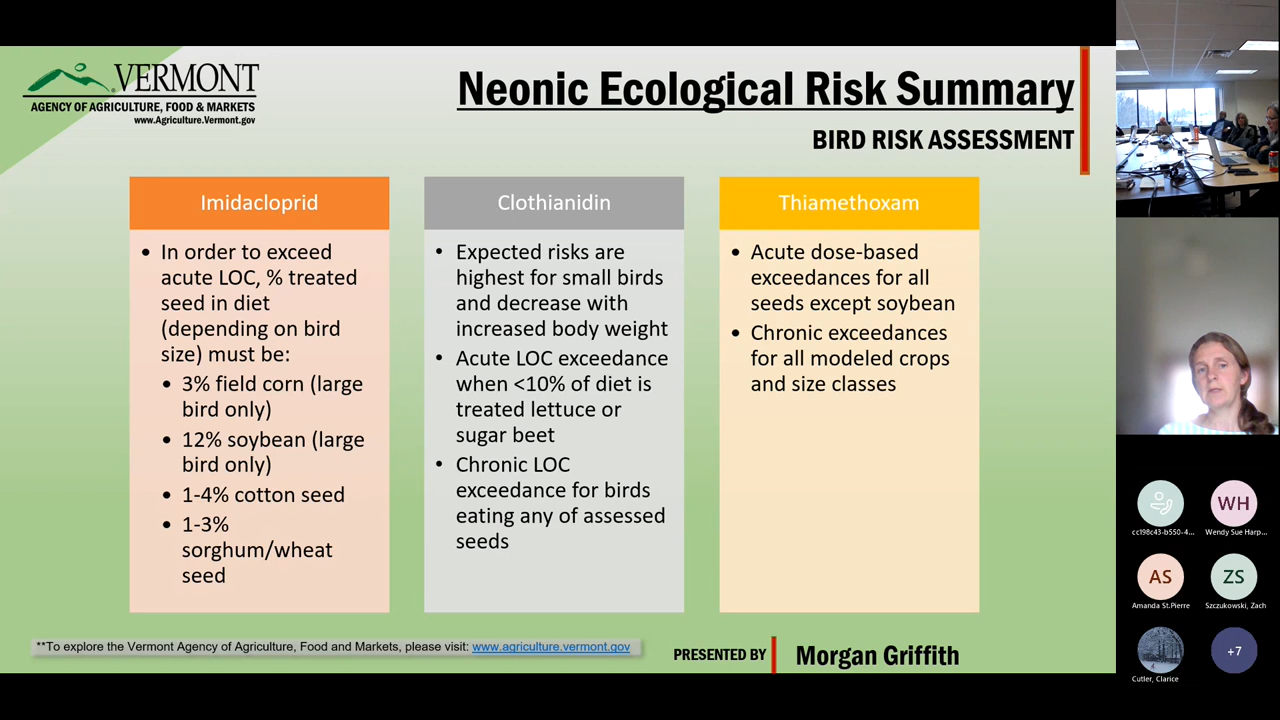 VERMONT
AGENCY OF AGRICULTURE, FOOD & MARKETS
www.Agriculture.Vermont.gov
Neonic Ecological Risk Summary
BIRD RISK ASSESSMENT
Imidacloprid
• In order to exceed
acute LOC, % treated
seed in diet
(depending on bird
size) must be:
• 3% field corn (large
bird only)
• 12% soybean (large
bird only)
• 1-4% cotton seed
• 1-3%
sorghum/wheat
seed
Clothianidin
• Expected risks are
highest for small birds
and decrease with
increased body weight
• Acute LOC exceedance
when <10% of diet is
treated lettuce or
sugar beet
• Chronic LOC
exceedance for birds
eating any of assessed
seeds
Thiamethoxam
• Acute dose-based
exceedances for all
seeds except soybean
• Chronic exceedances
for all modeled crops
and size classes
**To explore the Vermont Agency of Agriculture, Food and Markets, please visit: www.agriculture.vermont.gov
PRESENTED BY
Morgan Griffith
cc198c43-b550-4...
WH
Wendy Sue Harp...
AS
Amanda St.Pierre
ZS
Szczukowski, Zach
Cutler, Clarice
+7